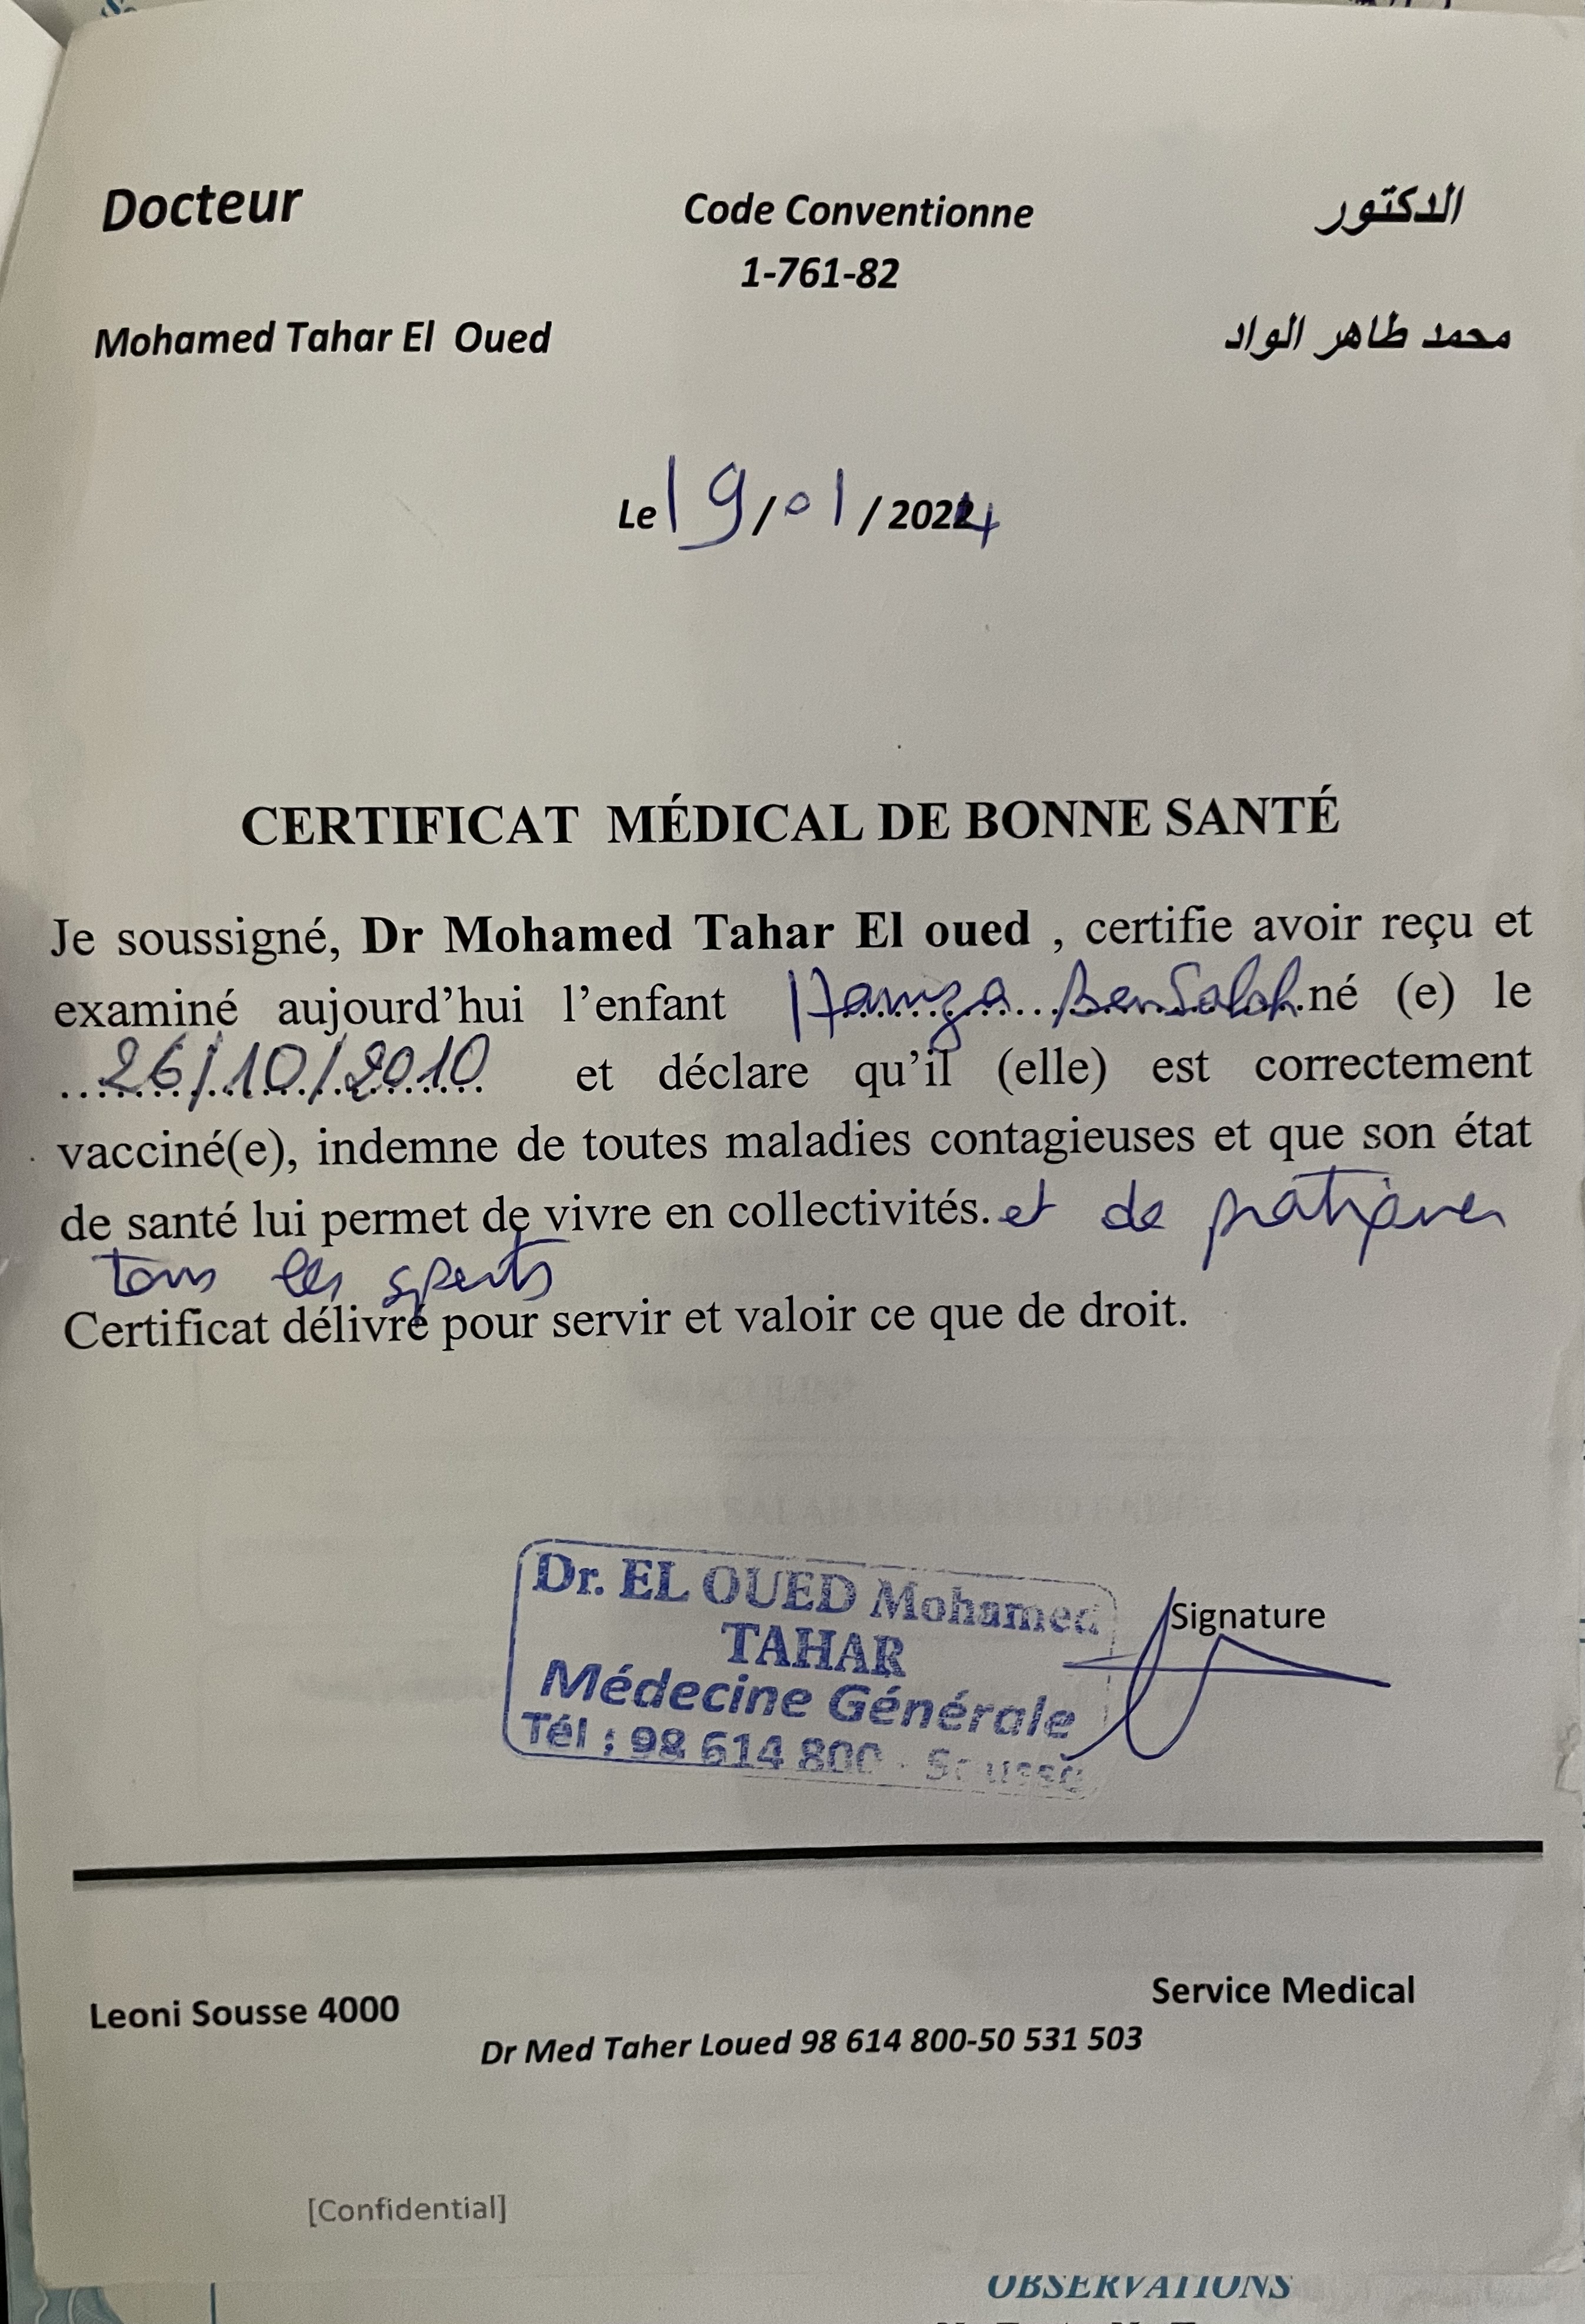 Docteur
Code Conventionne
الدكتور
1-761-82
Mohamed Tahar El Oued
محمد طاهر الواد
Le 19/01/2024
CERTIFICAT MÉDICAL DE BONNE SANTÉ
Je soussigné, Dr Mohamed Tahar El oued , certifie avoir reçu et
examiné aujourd’hui l’enfant Hamza Ben Salah né (e) le
26/10/2010 et déclare qu’il (elle) est correctement
vacciné(e), indemne de toutes maladies contagieuses et que son état
de santé lui permet de vivre en collectivités. et de pratiquer
tous les sports
Certificat délivré pour servir et valoir ce que de droit.
Dr. EL OUED Mohamed
TAHAR
Signature
Médecine Générale
Tél : 98 614 800 - Sousse
Leoni Sousse 4000
Service Medical
Dr Med Taher Loued 98 614 800-50 531 503
[Confidential]
OBSERVATIONS